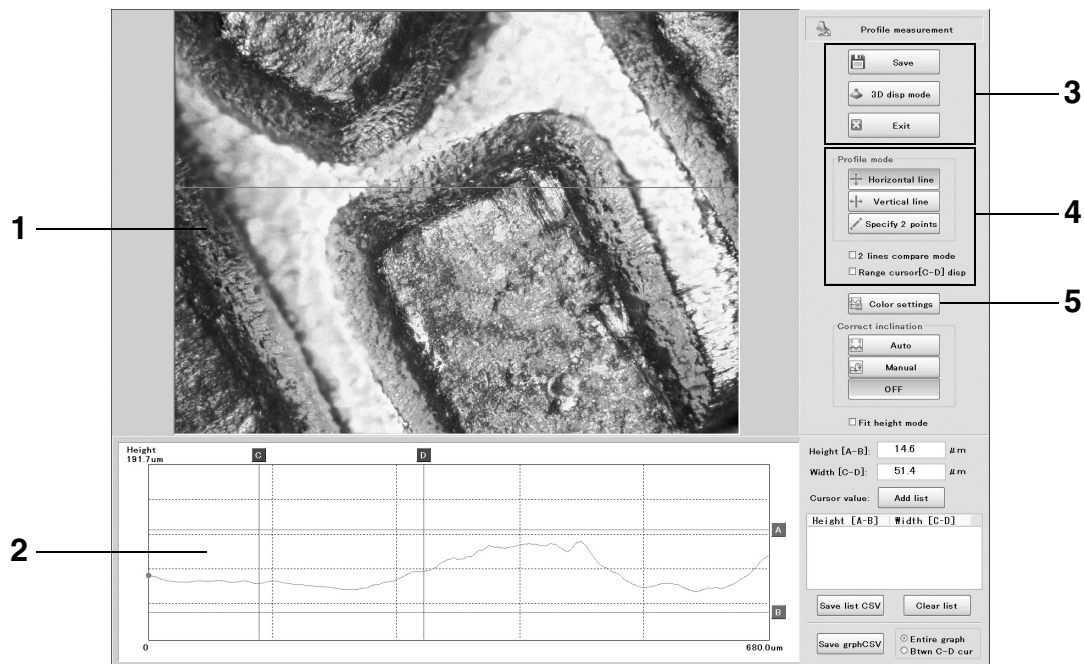 Profile measurement
Save
3D disp mode
Exit
3
Profile mode
Horizontal line
Vertical line
Specify 2 points
2 lines compare mode
Range cursor[C-D] disp
4
1
Color settings
5
Correct inclination
Auto
Manual
OFF
Fit height mode
Height
191.7um
C
D
A
B
2
0
680.0um
Height [A-B]: 14.6 μm
Width [C-D]: 51.4 μm
Cursor value: Add list
Height [A-B] Width [C-D]
Save list CSV Clear list
Save grphCSV Entire graph
Btwn C-D cur